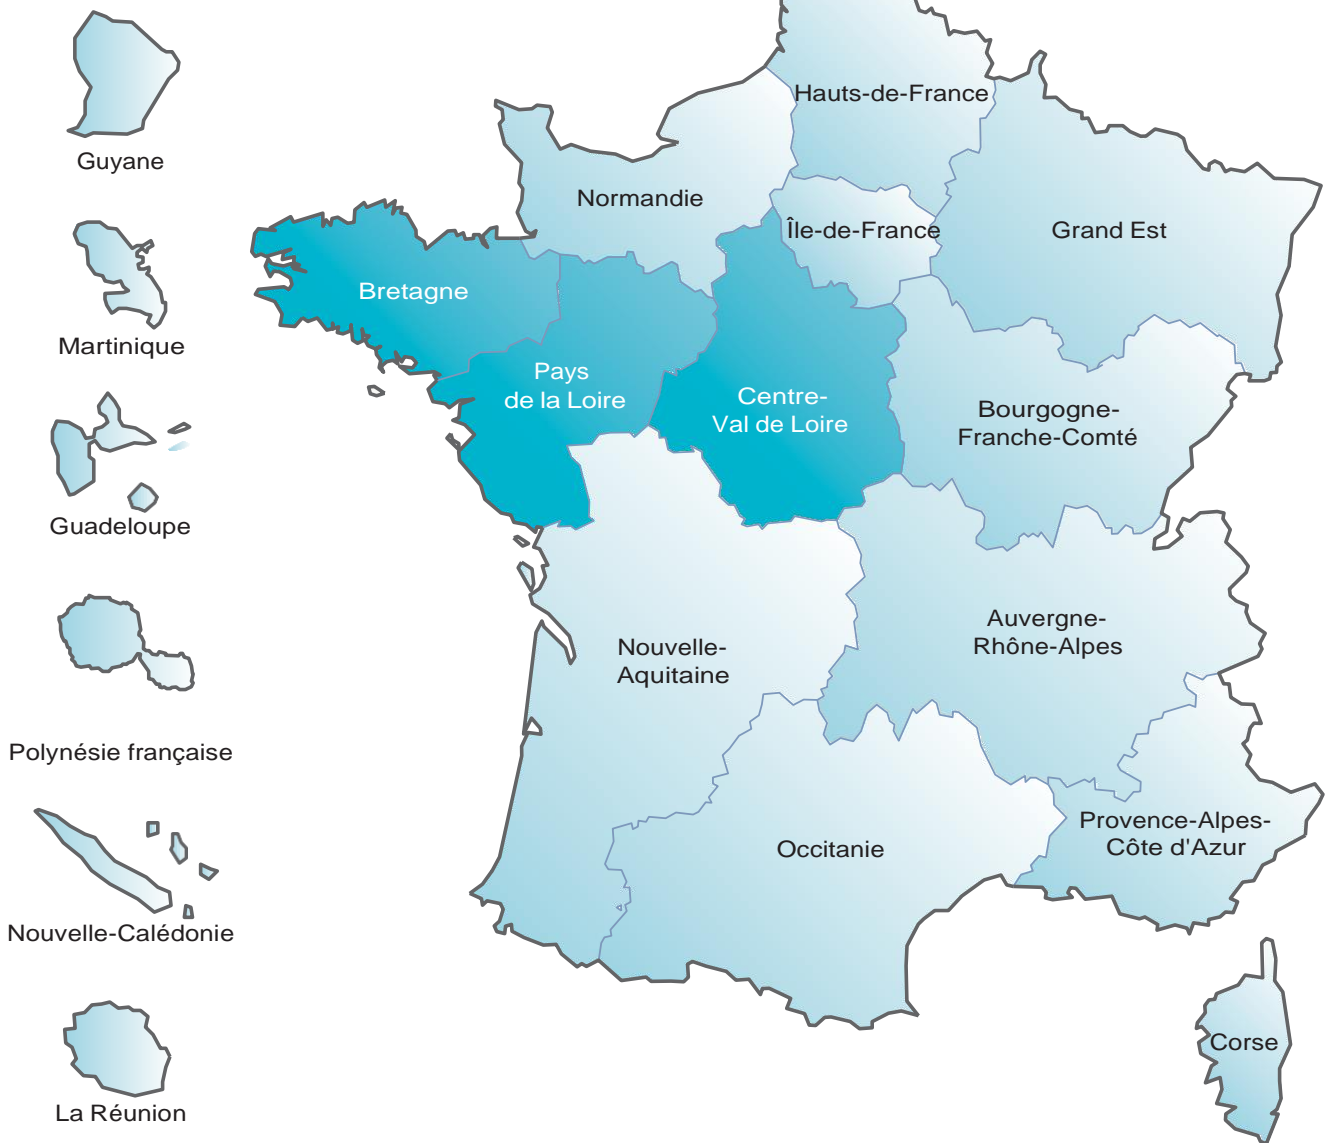 Guyane
Martinique
Guadeloupe
Polynésie française
Nouvelle-Calédonie
La Réunion
Hauts-de-France
Normandie
Île-de-France
Grand Est
Bretagne
Pays
de la Loire
Centre-
Val de Loire
Bourgogne-
Franche-Comté
Nouvelle-
Aquitaine
Auvergne-
Rhône-Alpes
Occitanie
Provence-Alpes-
Côte d'Azur
Corse